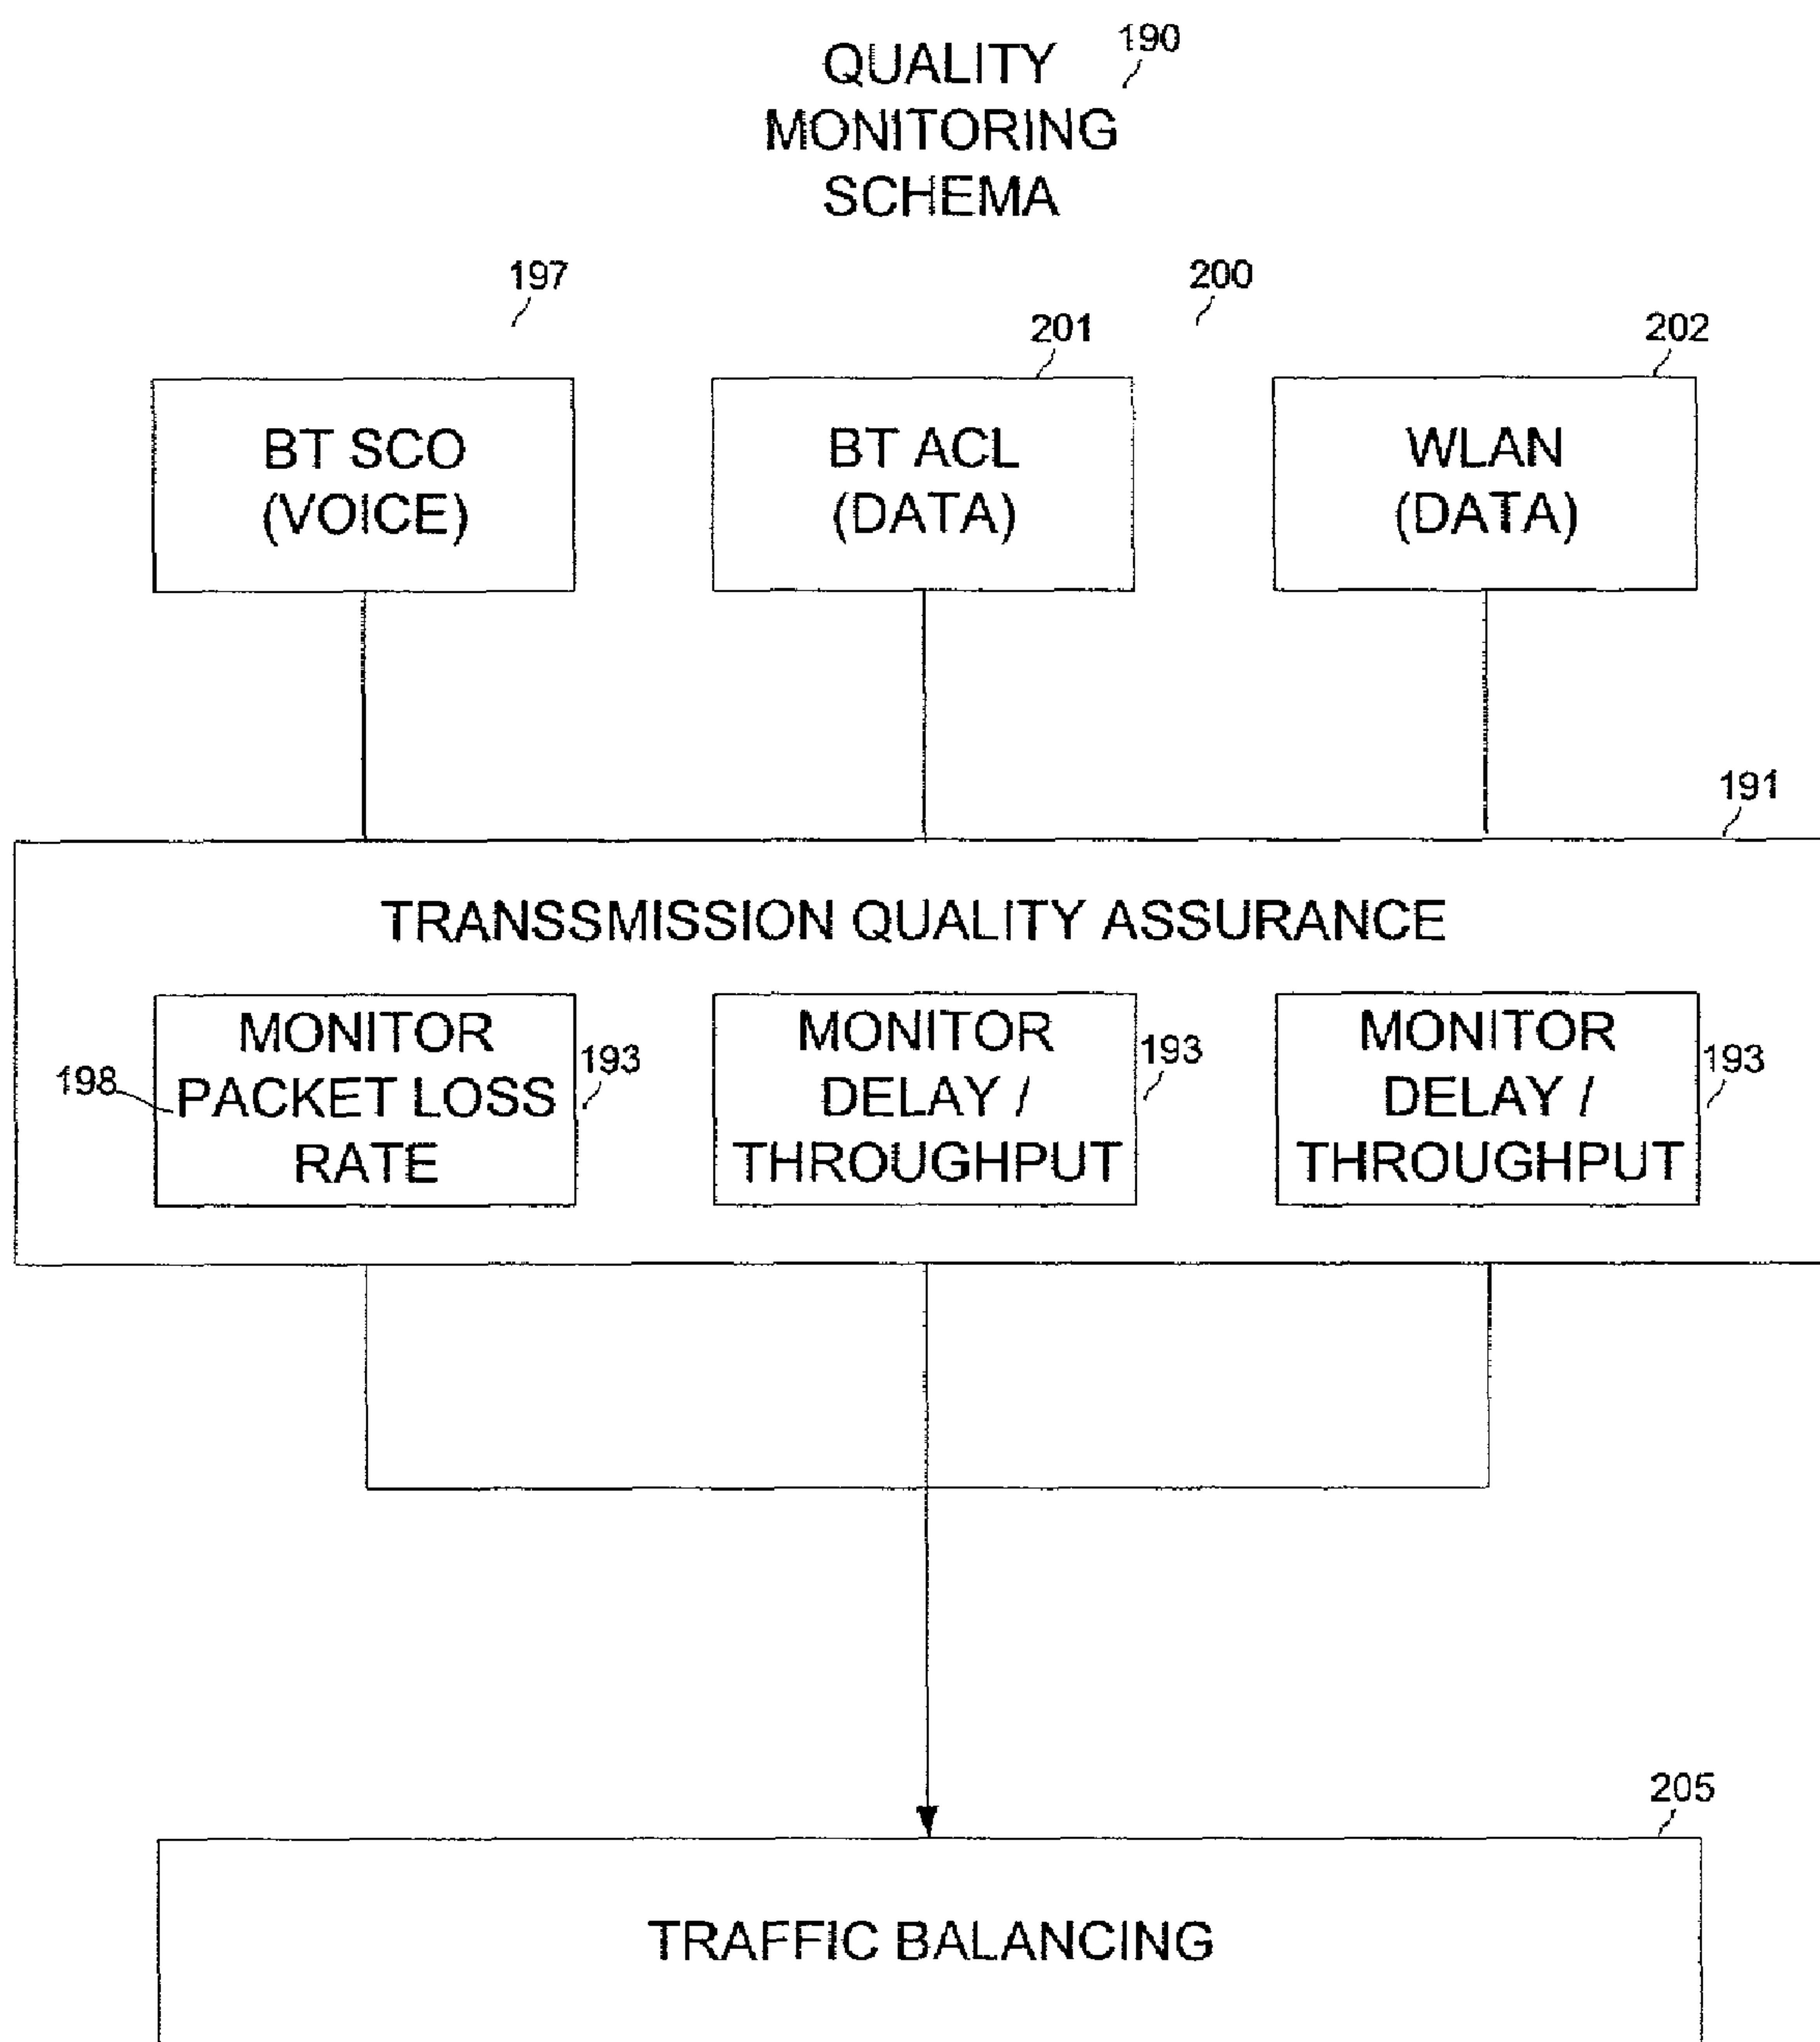 QUALITY
MONITORING
SCHEMA
190
197
200
201
202
BT SCO
(VOICE)
BT ACL
(DATA)
WLAN
(DATA)
191
TRANSSMISSION QUALITY ASSURANCE
198
MONITOR
PACKET LOSS
RATE
193
MONITOR
DELAY /
THROUGHPUT
193
MONITOR
DELAY /
THROUGHPUT
193
205
TRAFFIC BALANCING